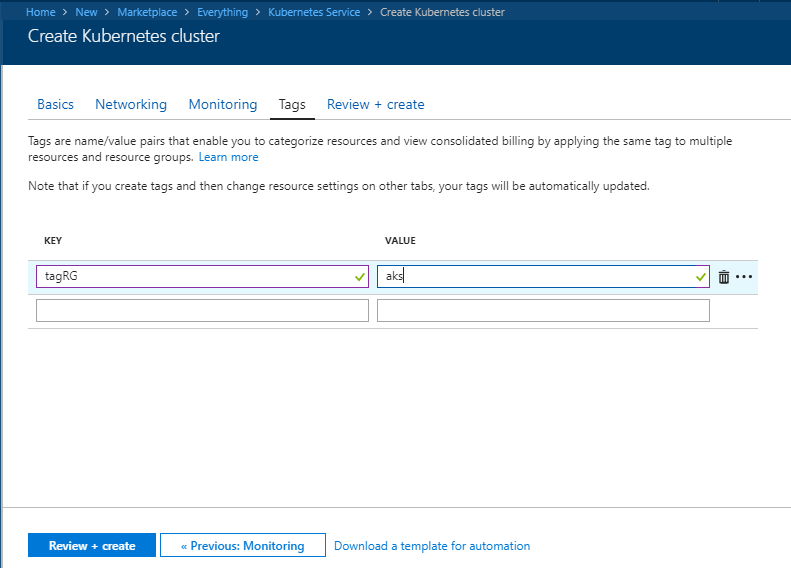 Home > New > Marketplace > Everything > Kubernetes Service > Create Kubernetes cluster
Create Kubernetes cluster
Basics Networking Monitoring Tags Review + create
Tags are name/value pairs that enable you to categorize resources and view consolidated billing by applying the same tag to multiple
resources and resource groups. Learn more
Note that if you create tags and then change resource settings on other tabs, your tags will be automatically updated.
KEY VALUE
tagRG aks
Review + create « Previous: Monitoring Download a template for automation